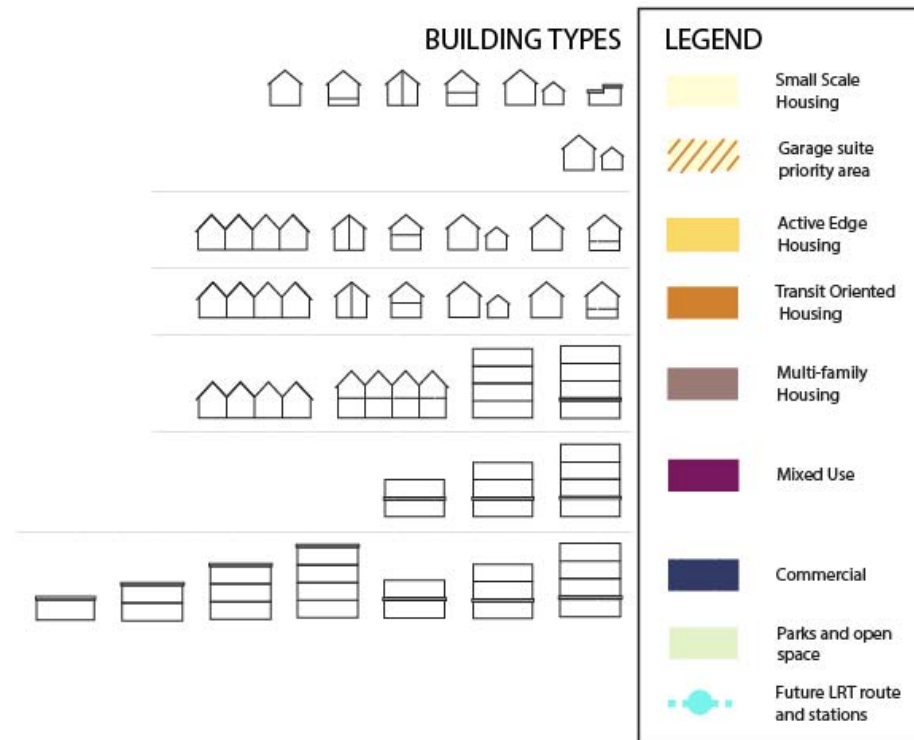 BUILDING TYPES
LEGEND
Small Scale
Housing
Garage suite
priority area
Active Edge
Housing
Transit Oriented
Housing
Multi-family
Housing
Mixed Use
Commercial
Parks and open
space
Future LRT route
and stations